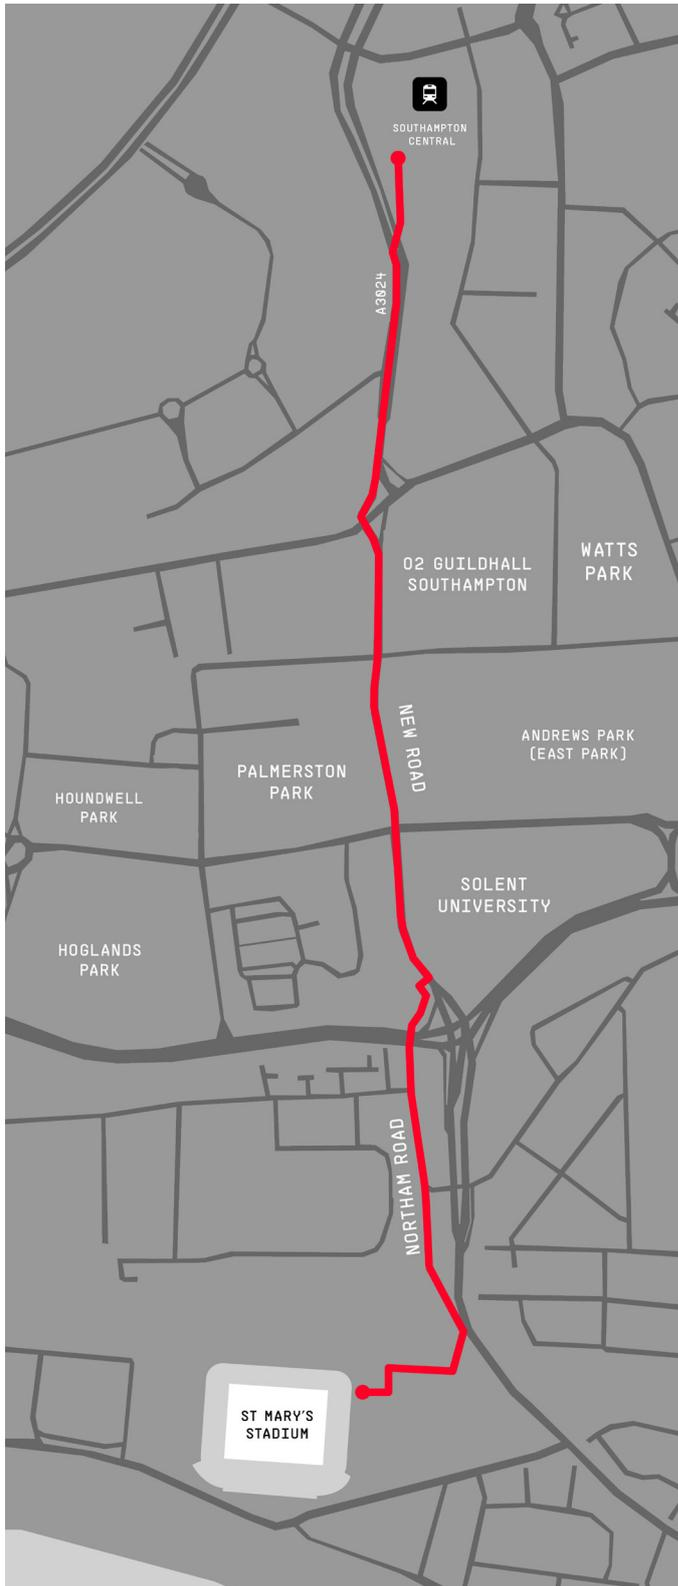 SOUTHAMPTON
CENTRAL
A3024
O2 GUILDHALL
SOUTHAMPTON
WATTS
PARK
NEW ROAD
ANDREWS PARK
(EAST PARK)
PALMERSTON
PARK
HOUNDWELL
PARK
SOLENT
UNIVERSITY
HOGLANDS
PARK
NORTHAM ROAD
ST MARY'S
STADIUM